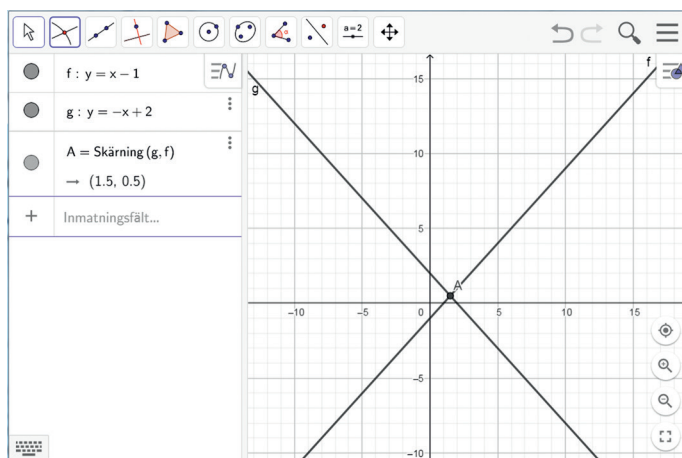 a=2
f : y = x − 1
g : y = −x + 2
A = Skärning (g, f)
→ (1.5, 0.5)
+ Inmatningsfält...
g
f
A
15
10
5
−5
−10
−10
−5
0
5
10
15
α